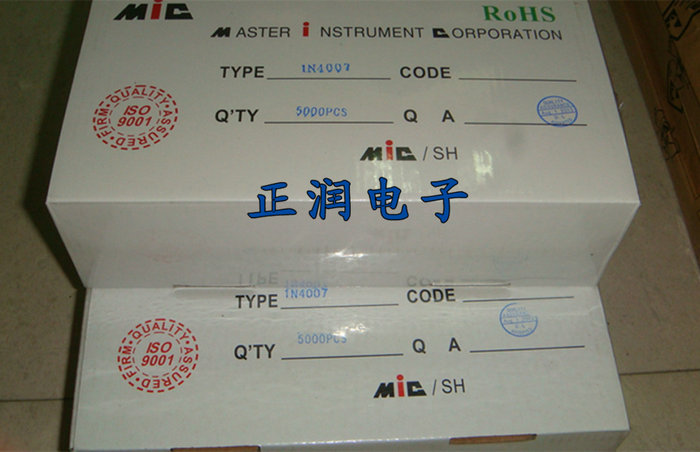 MiC
RoHS
MASTER iNSTRUMENT CORPORATION
TYPE 1N4007 CODE
Q'TY 5000PCS Q A
FIRM QUALITY ASSURED
ISO
9001
MiC / SH
正润电子
TYPE 1N4007 CODE
Q'TY 5000PCS Q A
FIRM QUALITY ASSURED
ISO
9001
MiC / SH